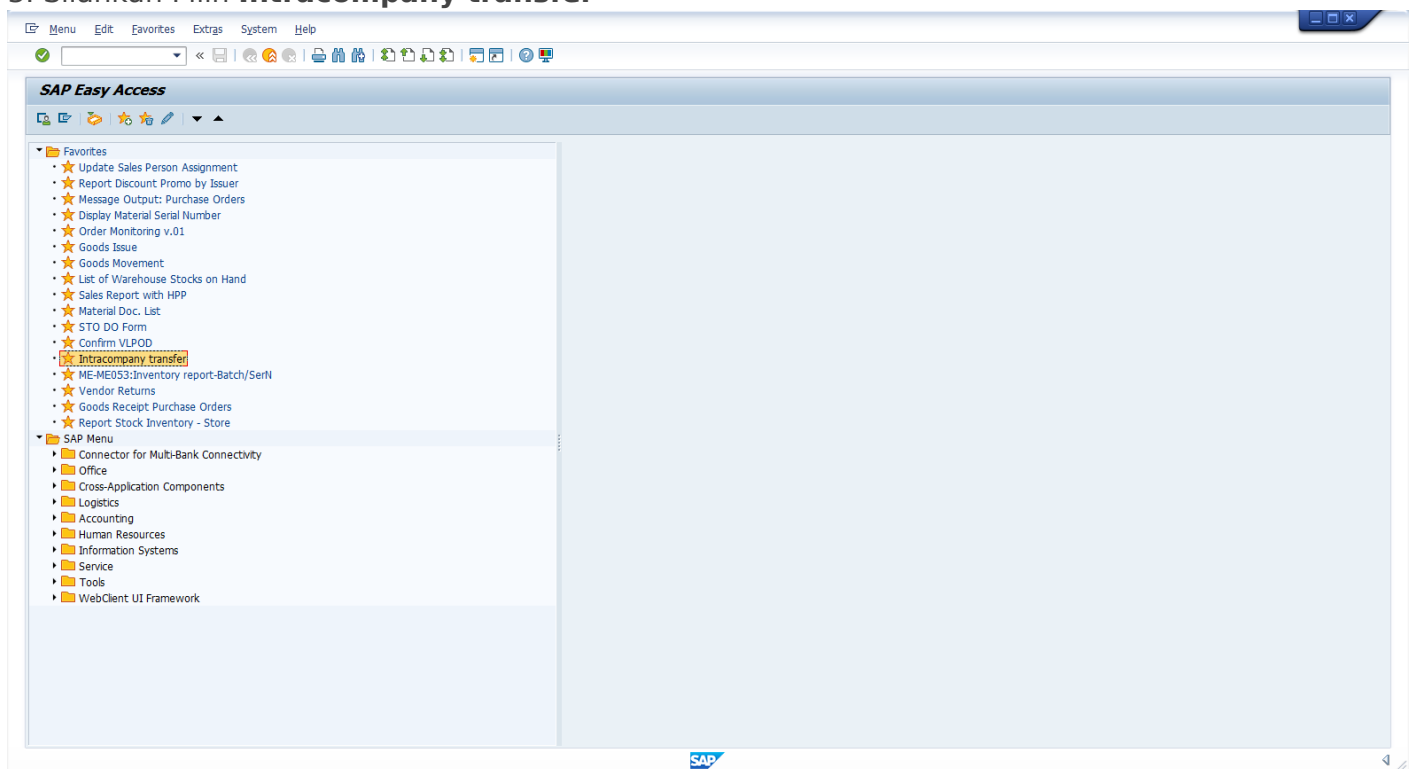 Intracompany transfer
Menu Edit Favorites Extras System Help
SAP Easy Access
Favorites
Update Sales Person Assignment
Report Discount Promo by Issuer
Message Output: Purchase Orders
Display Material Serial Number
Order Monitoring v.01
Goods Issue
Goods Movement
List of Warehouse Stocks on Hand
Sales Report with HPP
Material Doc. List
STO DO Form
Confirm VLPOD
Intracompany transfer
ME-ME053:Inventory report-Batch/SerN
Vendor Returns
Goods Receipt Purchase Orders
Report Stock Inventory - Store
SAP Menu
Connector for Multi-Bank Connectivity
Office
Cross-Application Components
Logistics
Accounting
Human Resources
Information Systems
Service
Tools
WebClient UI Framework
SAP